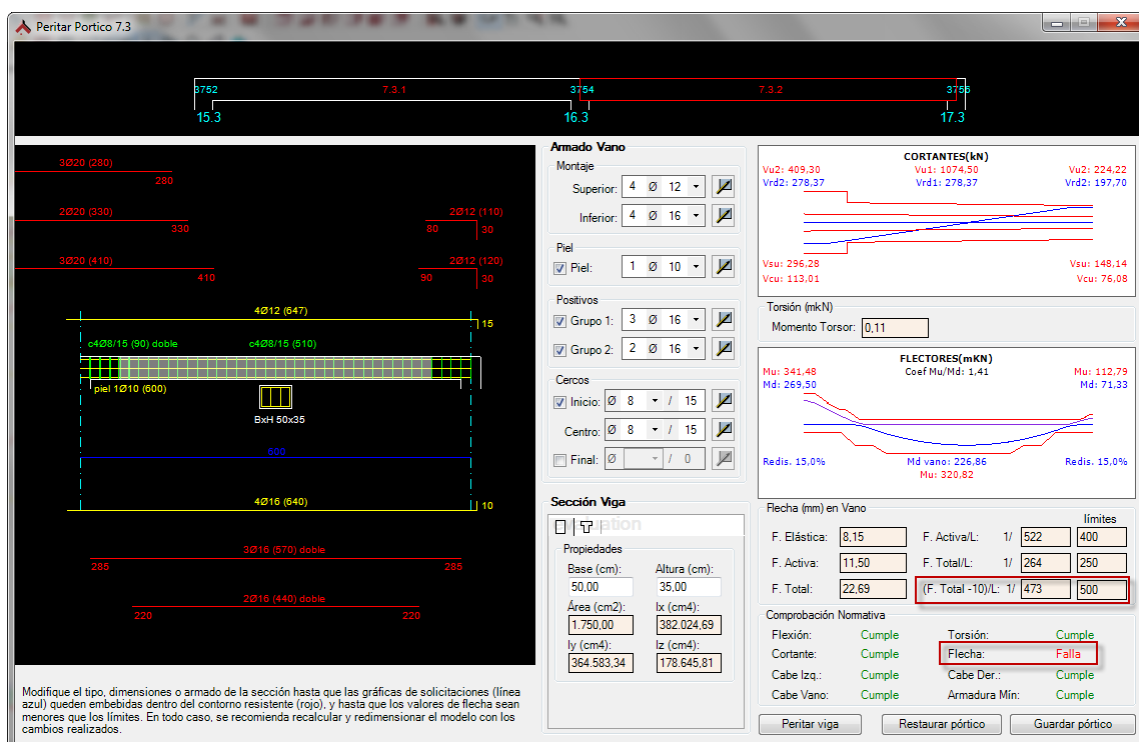 Peritar Portico 7.3
3752 7.3.1 3754 7.3.2 3756
15.3 16.3 17.3
3Ø20 (280)
280
2Ø20 (330) 2Ø12 (110)
330 80 30
3Ø20 (410) 2Ø12 (120)
410 90 30
4Ø12 (647)
15
c4Ø8/15 (90) doble c4Ø8/15 (510)
piel 1Ø10 (600)
BxH 50x35
600
4Ø16 (640)
10
3Ø16 (570) doble
285 285
2Ø16 (440) doble
220 220
Modifique el tipo, dimensiones o armado de la sección hasta que las gráficas de solicitaciones (línea
azul) queden embebidas dentro del contorno resistente (rojo), y hasta que los valores de flecha sean
menores que los límites. En todo caso, se recomienda recalcular y redimensionar el modelo con los
cambios realizados.
Armado Vano
Montaje
Superior: 4 Ø 12
Inferior: 4 Ø 16
Piel
Piel: 1 Ø 10
Positivos
Grupo 1: 3 Ø 16
Grupo 2: 2 Ø 16
Cercos
Inicio: Ø 8 / 15
Centro: Ø 8 / 15
Final: Ø / 0
Sección Viga
Propiedades
Base (cm): Altura (cm):
50,00 35,00
Área (cm2): Ix (cm4):
1.750,00 382.024,69
Iy (cm4): Iz (cm4):
364.583,34 178.645,81
CORTANTES(kN)
Vu2: 409,30 Vu1: 1074,50 Vu2: 224,22
Vrd2: 278,37 Vrd1: 278,37 Vrd2: 197,70
Vsu: 296,28 Vsu: 148,14
Vcu: 113,01 Vcu: 76,08
Torsión (mkN)
Momento Torsor: 0,11
FLECTORES(mKN)
Mu: 341,48 Coef Mu/Md: 1,41 Mu: 112,79
Md: 269,50 Md: 71,33
Redis. 15,0% Md vano: 226,86 Redis. 15,0%
Mu: 320,82
Flecha (mm) en Vano
límites
F. Elástica: 8,15 F. Activa/L: 1/ 522 400
F. Activa: 11,50 F. Total/L: 1/ 264 250
F. Total: 22,69 (F. Total -10)/L: 1/ 473 500
Comprobación Normativa
Flexión: Cumple Torsión: Cumple
Cortante: Cumple Flecha: Falla
Cabe Izq.: Cumple Cabe Der.: Cumple
Cabe Vano: Cumple Armadura Mín: Cumple
Peritar viga Restaurar pórtico Guardar pórtico